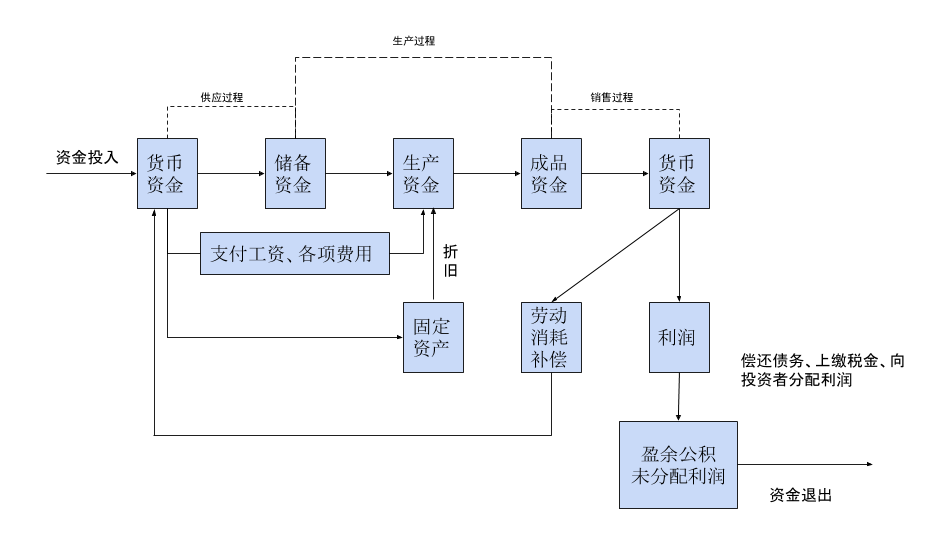 生产过程
供应过程
销售过程
资金投入
货币
资金
储备
资金
生产
资金
成品
资金
货币
资金
支付工资、各项费用
折
旧
固定
资产
劳动
消耗
补偿
利润
偿还债务、上缴税金、向
投资者分配利润
盈余公积
未分配利润
资金退出